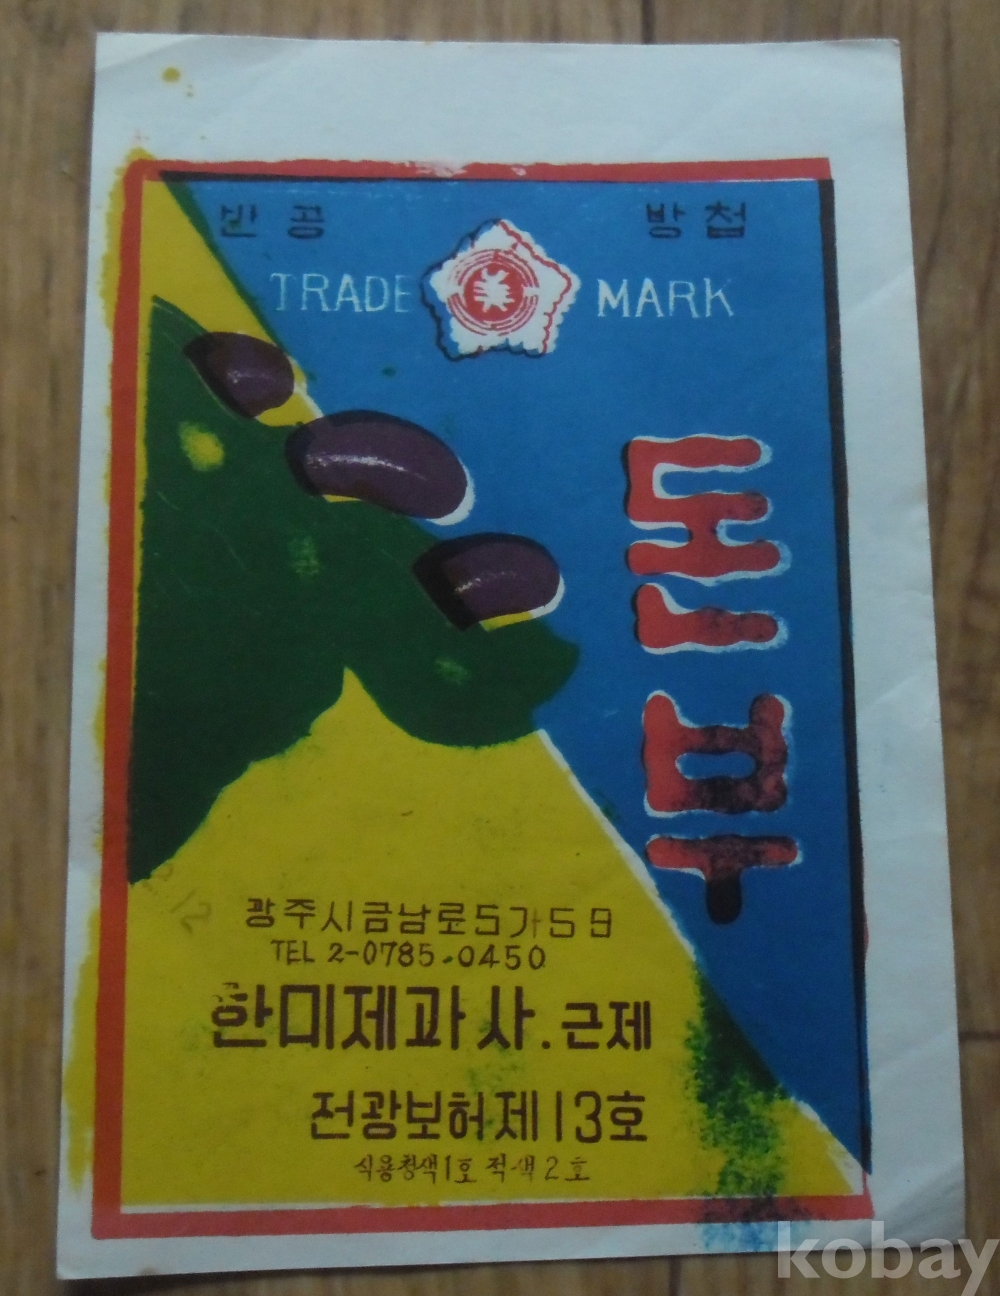 반공 방첩
TRADE 美 MARK
돈푸
광주시금남로5가59
TEL 2-0785.0450
한미제과사.근제
전광보허제13호
식용청색1호 적색2호
kobay